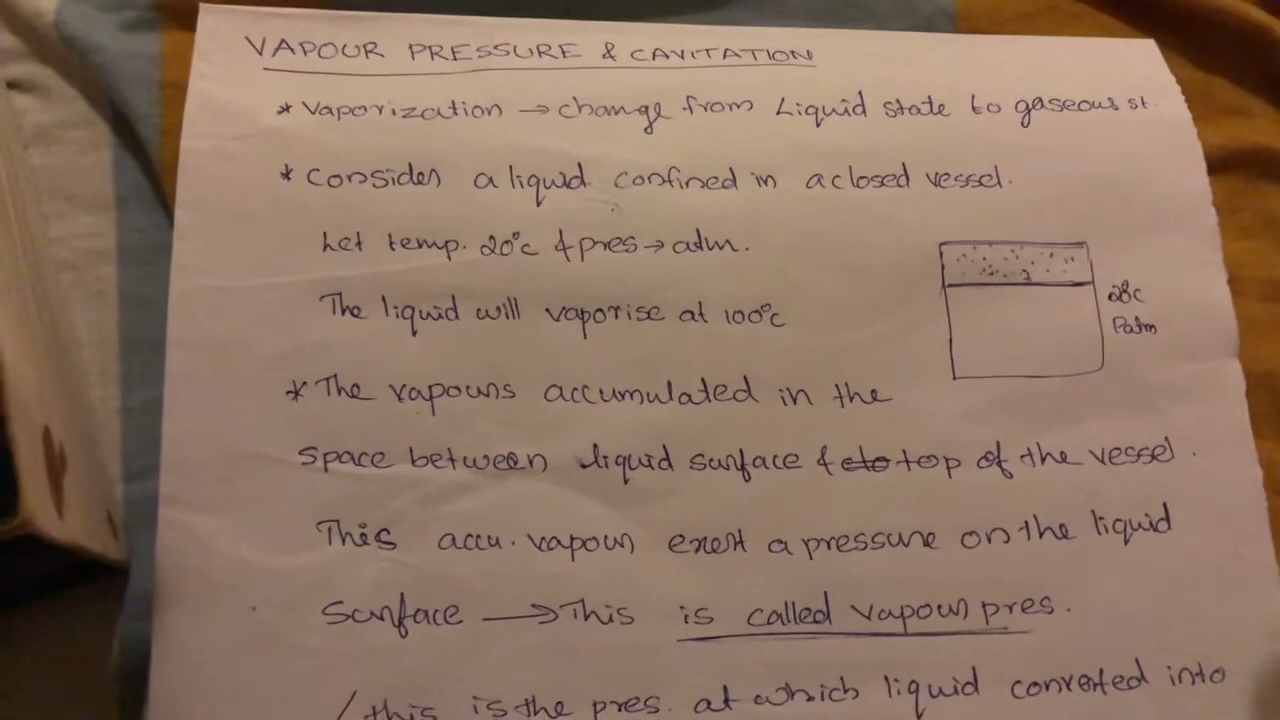 VAPOUR PRESSURE & CAVITATION
* Vaporization → change from Liquid state to gaseous st.
* Consider a liquid confined in a closed vessel.
Let temp. 20°c & pres → atm.
The liquid will vaporise at 100°c
20°c
Patm
* The vapours accumulated in the
space between liquid surface & top of the vessel.
This accu. vapour exert a pressure on the liquid
surface → This is called vapour pres.
/ this is the pres. at which liquid converted into